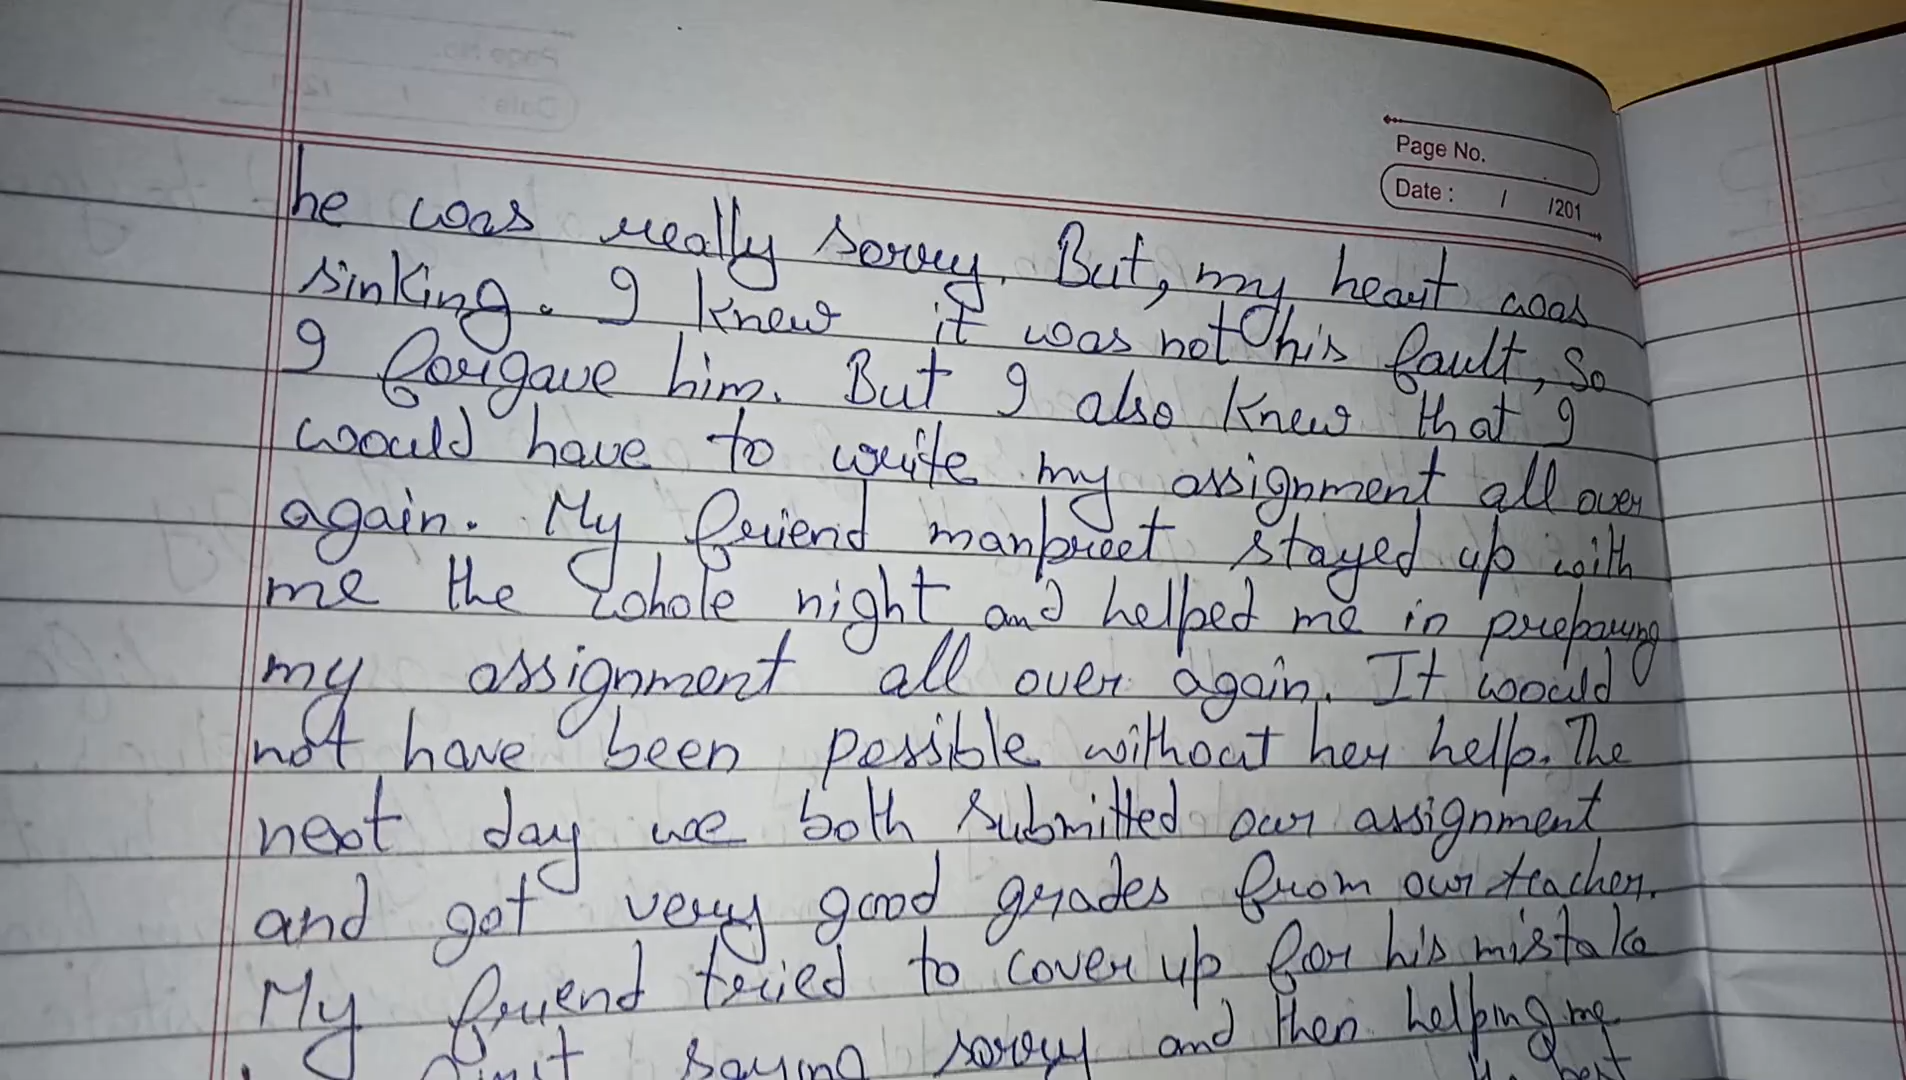 Page No.
Date : / /201
he was really sorry. But, my heart was
sinking. I knew it was not his fault, So
I forgave him. But I also knew that I
would have to write my assignment all over
again. My friend manpreet stayed up with
me the whole night and helped me in preparing
my assignment all over again. It would
not have been possible without her help. The
next day we both submitted our assignment
and got very good grades from our teacher.
My friend tried to cover up for his mistake
saying sorry and then helping me